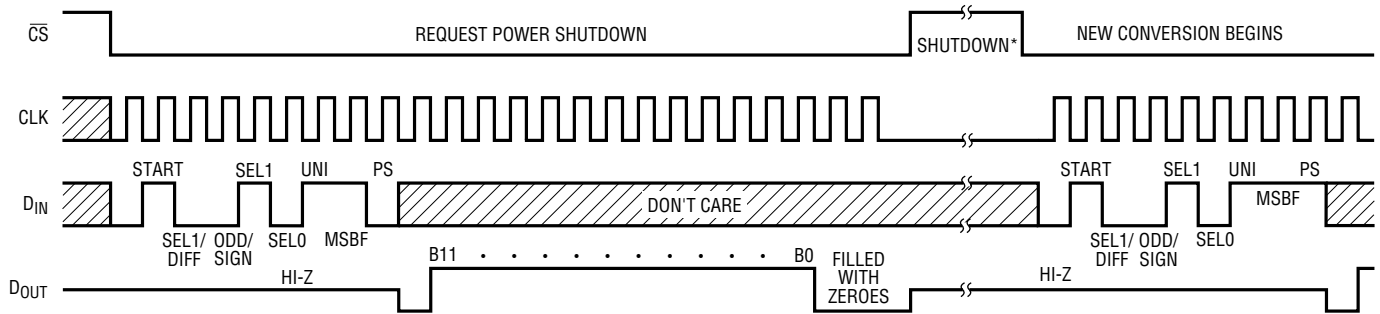 CS
REQUEST POWER SHUTDOWN
SHUTDOWN*
NEW CONVERSION BEGINS
CLK
START
SEL1
UNI
PS
START
SEL1
UNI
PS
DIN
DON'T CARE
MSBF
SEL1/
DIFF
ODD/
SIGN
SEL0
MSBF
SEL1/
DIFF
ODD/
SIGN
SEL0
B11 · · · · · · · · · · B0
FILLED
WITH
ZEROES
HI-Z
HI-Z
DOUT